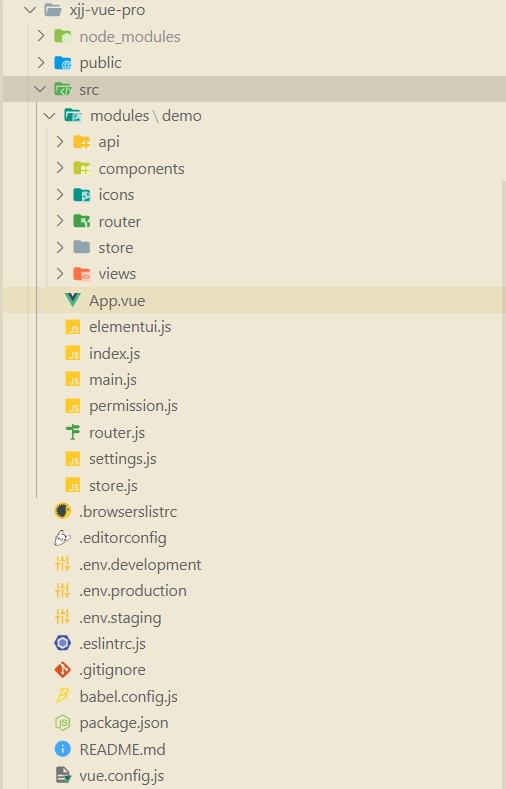 xjj-vue-pro
node_modules
public
src
modules \ demo
api
components
icons
router
store
views
App.vue
elementui.js
index.js
main.js
permission.js
router.js
settings.js
store.js
.browserslistrc
.editorconfig
.env.development
.env.production
.env.staging
.eslintrc.js
.gitignore
babel.config.js
package.json
README.md
vue.config.js